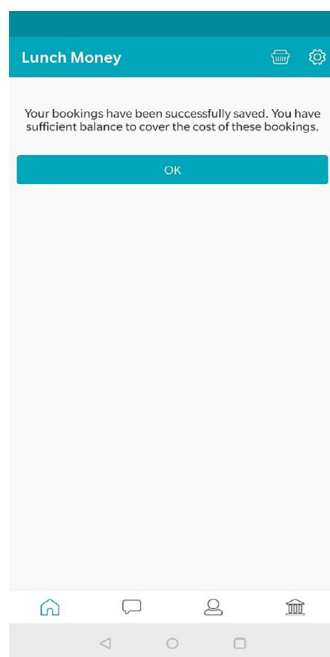 Lunch Money
Your bookings have been successfully saved. You have
sufficient balance to cover the cost of these bookings.
OK